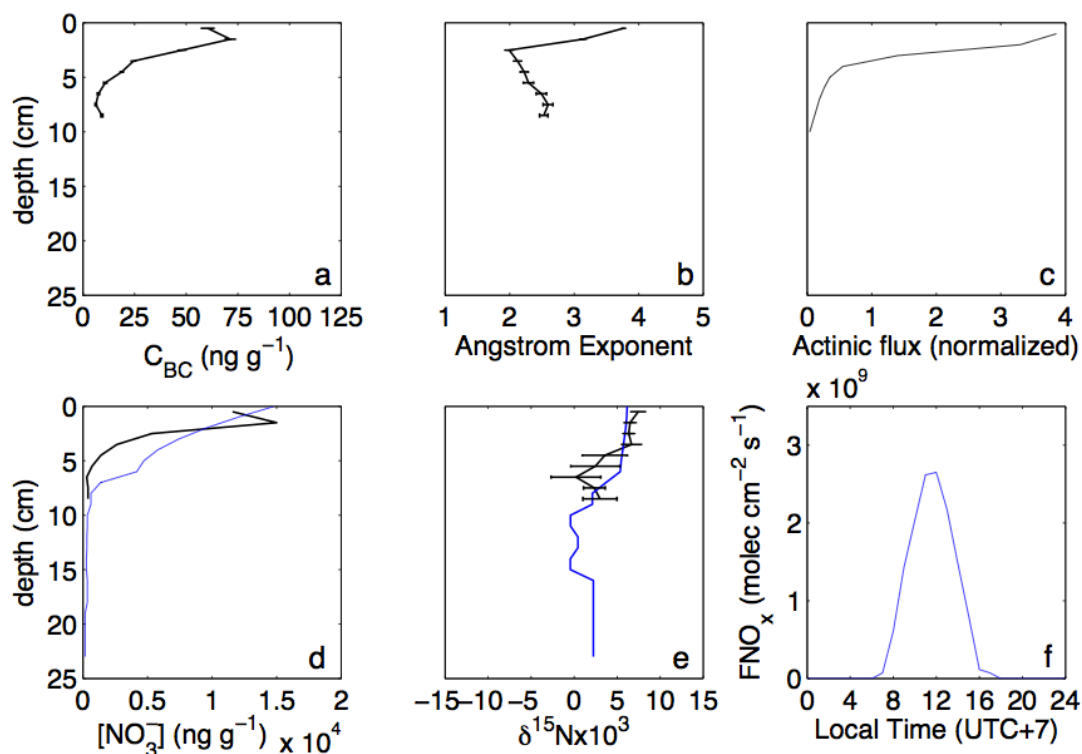 0
5
10
15
20
25
depth (cm)
0 25 50 75 100 125
C_BC (ng g⁻¹)
a
1 2 3 4 5
Angstrom Exponent
b
0 1 2 3 4
Actinic flux (normalized)
c
0
5
10
15
20
25
depth (cm)
0 0.5 1 1.5 2
[NO₃⁻] (ng g⁻¹) x 10⁴
d
−15 −10 −5 0 5 10 15
δ¹⁵Nx10³
e
x 10⁹
3
2
1
0
FNOₓ (molec cm⁻² s⁻¹)
0 4 8 12 16 20 24
Local Time (UTC+7)
f